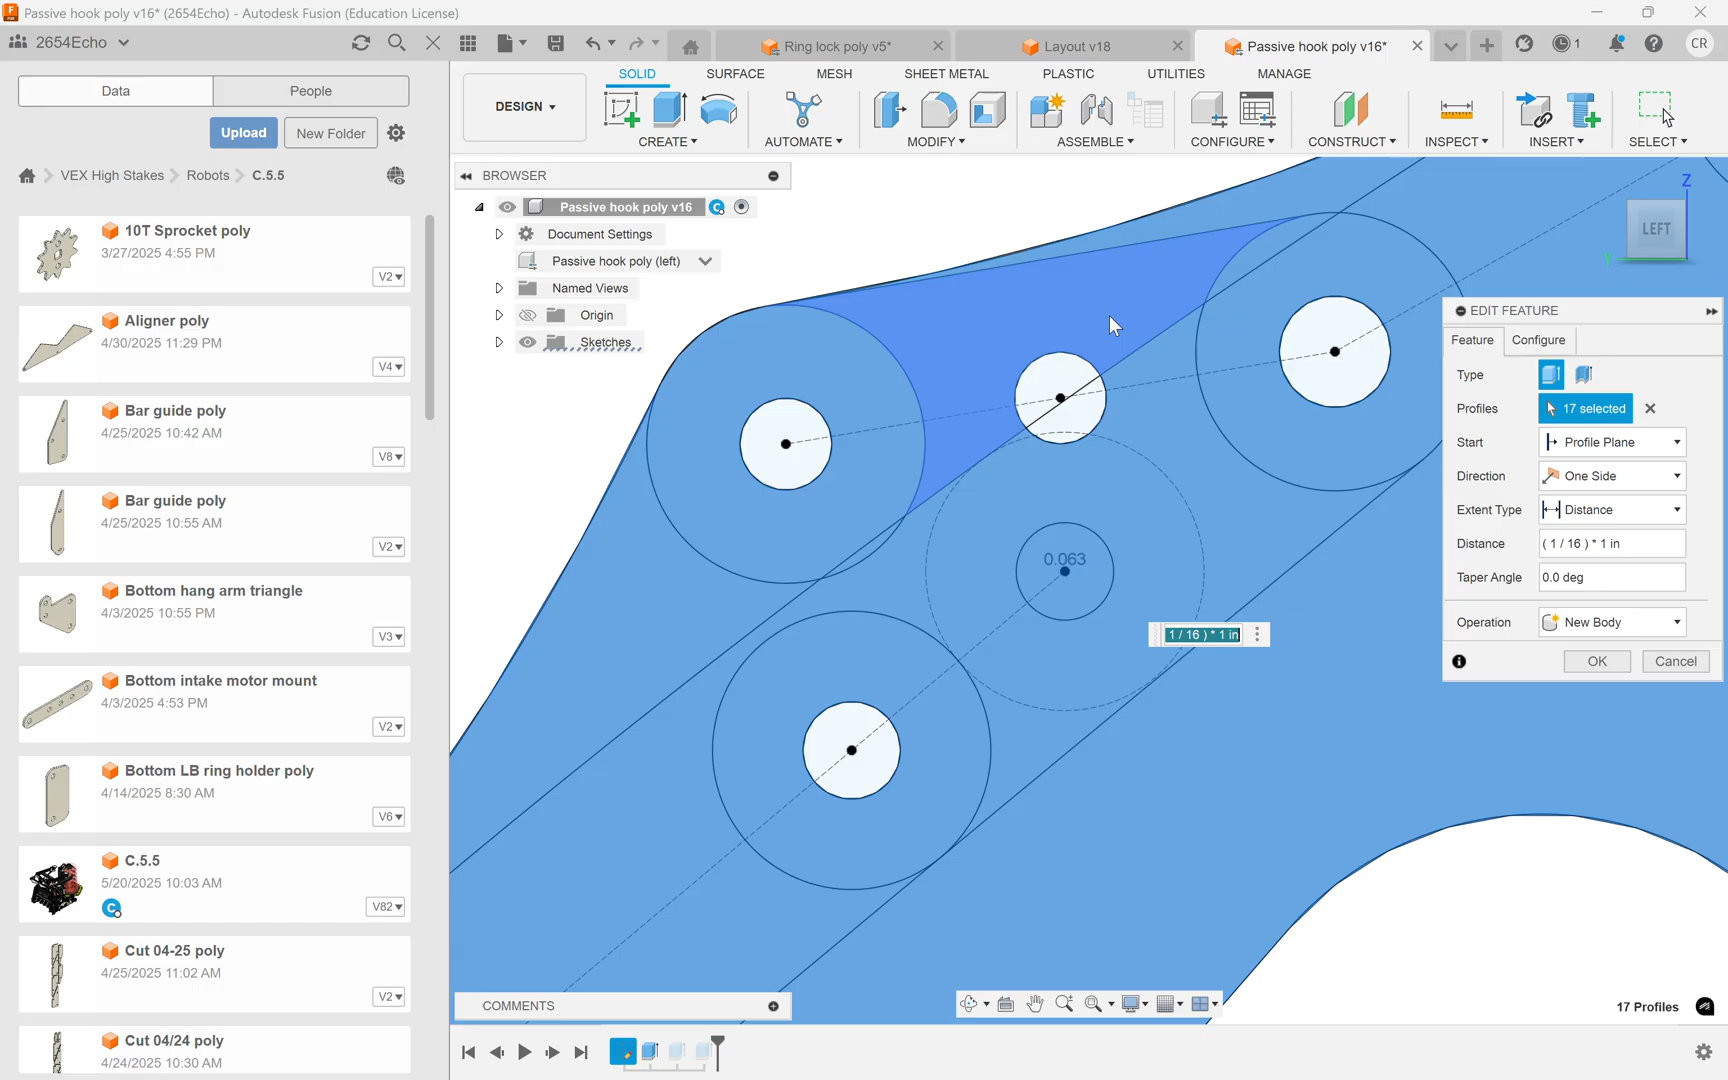 Passive hook poly v16* (2654Echo) - Autodesk Fusion (Education License)
2654Echo
Ring lock poly v5*
Layout v18
Passive hook poly v16*
1
CR
Data
People
Upload
New Folder
VEX High Stakes
Robots
C.5.5
10T Sprocket poly
3/27/2025 4:55 PM
V2
Aligner poly
4/30/2025 11:29 PM
V4
Bar guide poly
4/25/2025 10:42 AM
V8
Bar guide poly
4/25/2025 10:55 AM
V2
Bottom hang arm triangle
4/3/2025 10:55 PM
V3
Bottom intake motor mount
4/3/2025 4:53 PM
V2
Bottom LB ring holder poly
4/14/2025 8:30 AM
V6
C.5.5
5/20/2025 10:03 AM
C
V82
Cut 04-25 poly
4/25/2025 11:02 AM
V2
Cut 04/24 poly
4/24/2025 10:30 AM
DESIGN
SOLID
SURFACE
MESH
SHEET METAL
PLASTIC
UTILITIES
MANAGE
CREATE
AUTOMATE
MODIFY
ASSEMBLE
CONFIGURE
CONSTRUCT
INSPECT
INSERT
SELECT
BROWSER
Passive hook poly v16
C
Document Settings
Passive hook poly (left)
Named Views
Origin
Sketches
Z
LEFT
Y
0.063
1 / 16 ) * 1 in
EDIT FEATURE
Feature
Configure
Type
Profiles
17 selected
Start
Profile Plane
Direction
One Side
Extent Type
Distance
Distance
( 1 / 16 ) * 1 in
Taper Angle
0.0 deg
Operation
New Body
OK
Cancel
COMMENTS
17 Profiles